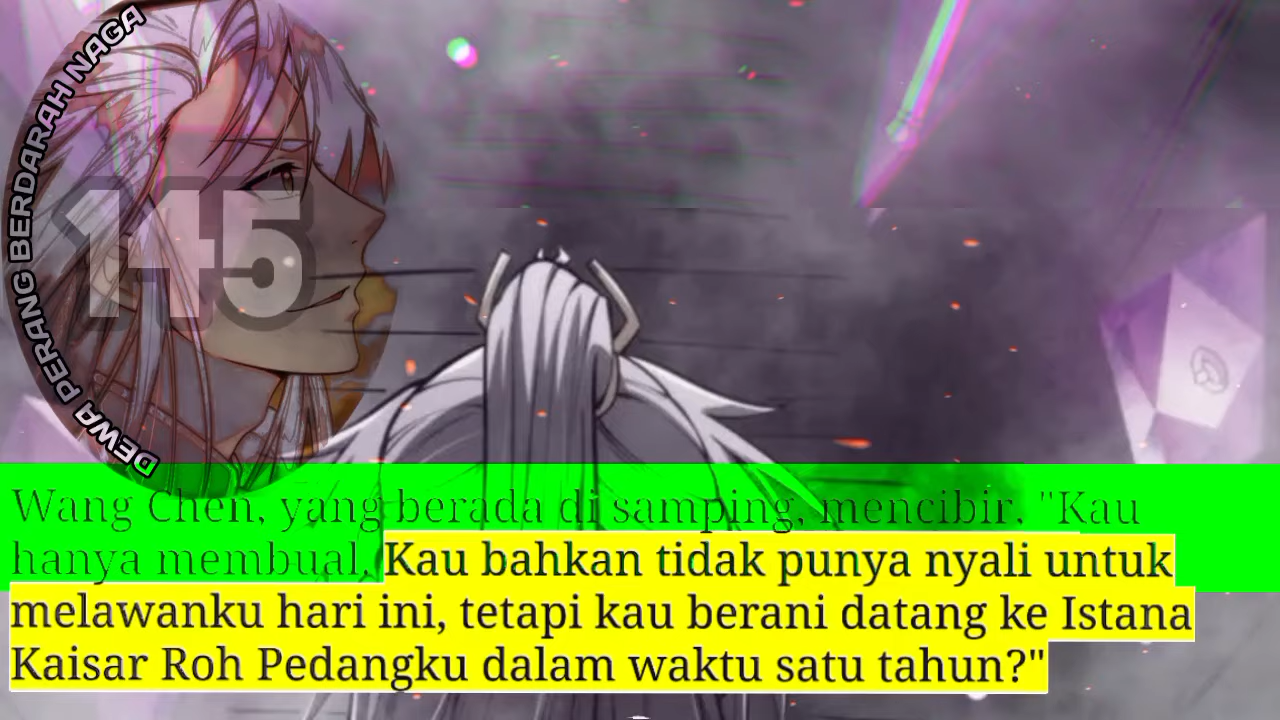 DEWA PERANG BERDARAH NAGA
145
Wang Chen, yang berada di samping, mencibir. "Kau
hanya membual. Kau bahkan tidak punya nyali untuk
melawanku hari ini, tetapi kau berani datang ke Istana
Kaisar Roh Pedangku dalam waktu satu tahun?"